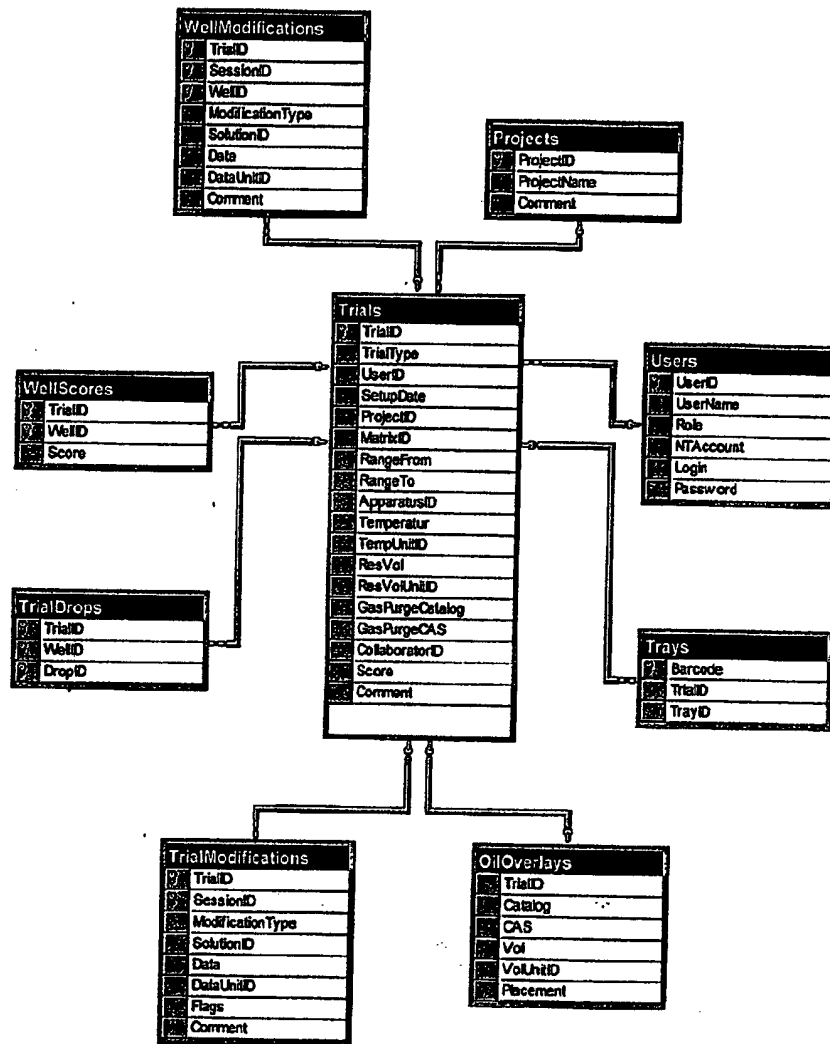 WellModifications
TrialID
SessionID
WellID
ModificationType
SolutionID
Data
DataUnitID
Comment
Projects
ProjectID
ProjectName
Comment
Trials
TrialID
TrialType
UserID
SetupDate
ProjectID
MatrixID
RangeFrom
RangeTo
ApparatusID
Temperatur
TempUnitID
ResVol
ResVolUnitID
GasPurgeCatalog
GasPurgeCAS
CollaboratorID
Score
Comment
WellScores
TrialID
WellID
Score
Users
UserID
UserName
Role
NTAccount
Login
Password
TrialDrops
TrialID
WellID
DropID
Trays
Barcode
TrialID
TrayID
TrialModifications
TrialID
SessionID
ModificationType
SolutionID
Data
DataUnitID
Flags
Comment
OilOverlays
TrialID
Catalog
CAS
Vol
VolUnitID
Placement